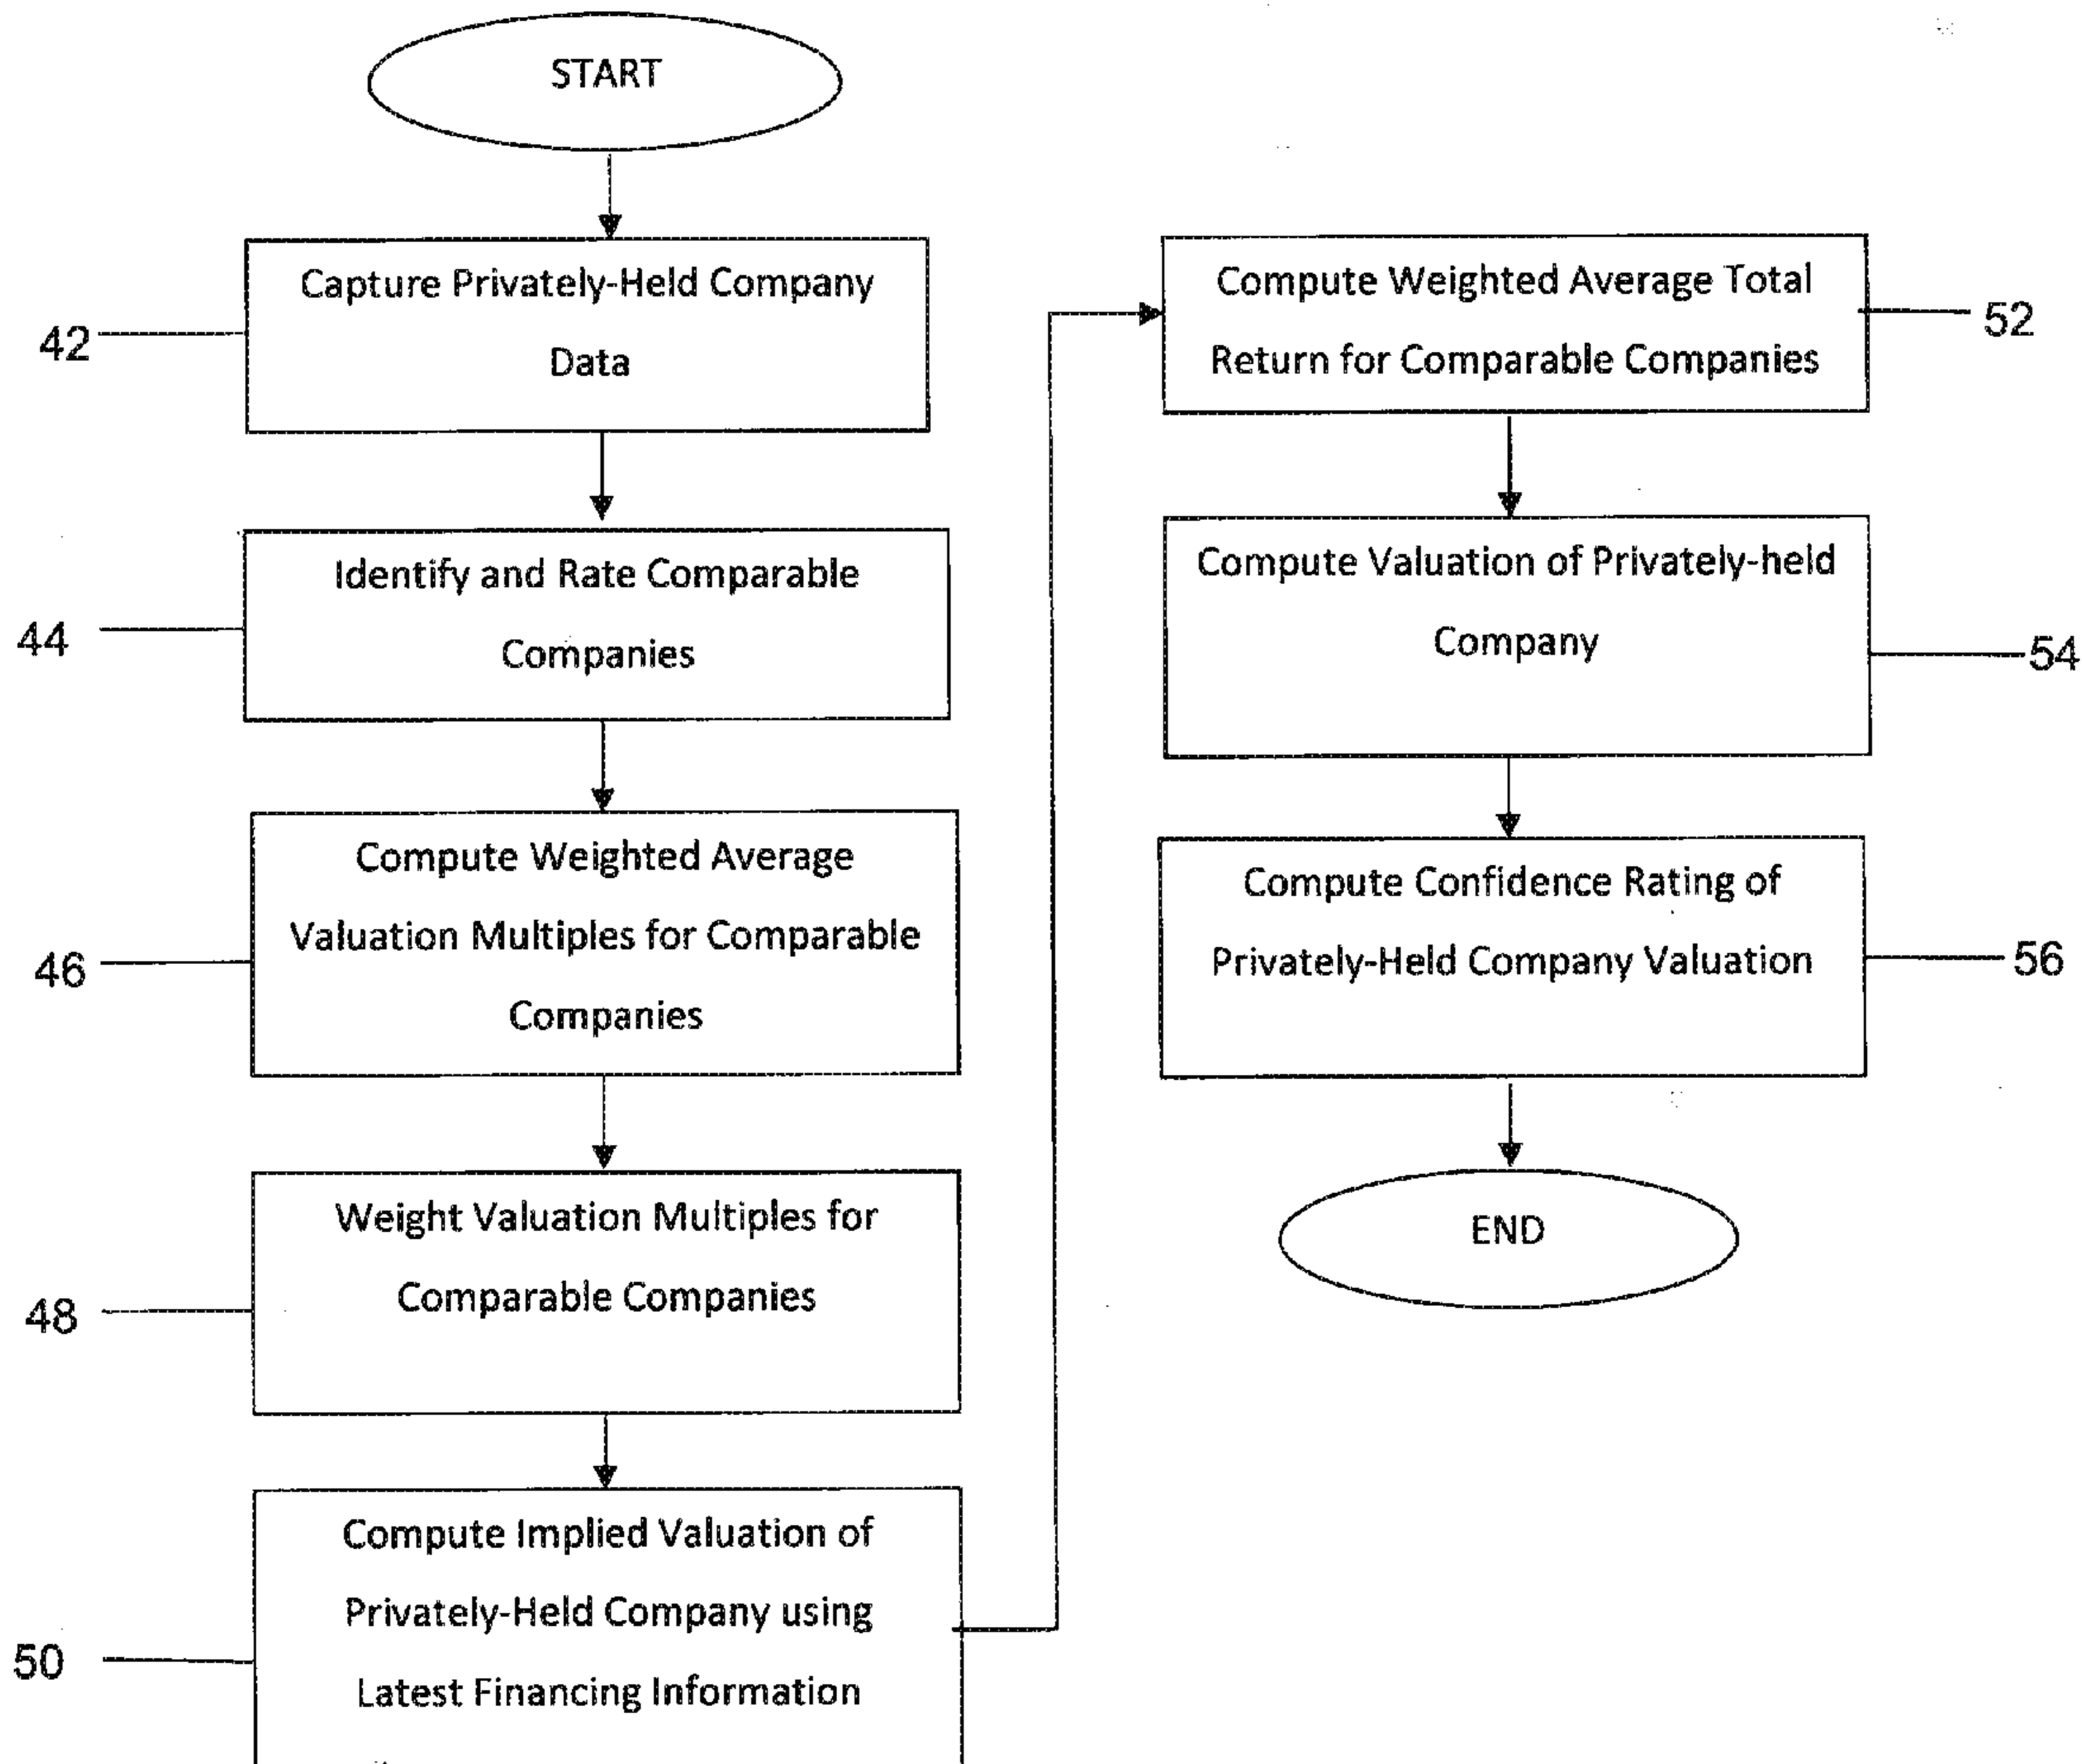 START
Capture Privately-Held Company
Data
42
Identify and Rate Comparable
Companies
44
Compute Weighted Average
Valuation Multiples for Comparable
Companies
46
Weight Valuation Multiples for
Comparable Companies
48
Compute Implied Valuation of
Privately-Held Company using
Latest Financing Information
50
Compute Weighted Average Total
Return for Comparable Companies
52
Compute Valuation of Privately-held
Company
54
Compute Confidence Rating of
Privately-Held Company Valuation
56
END